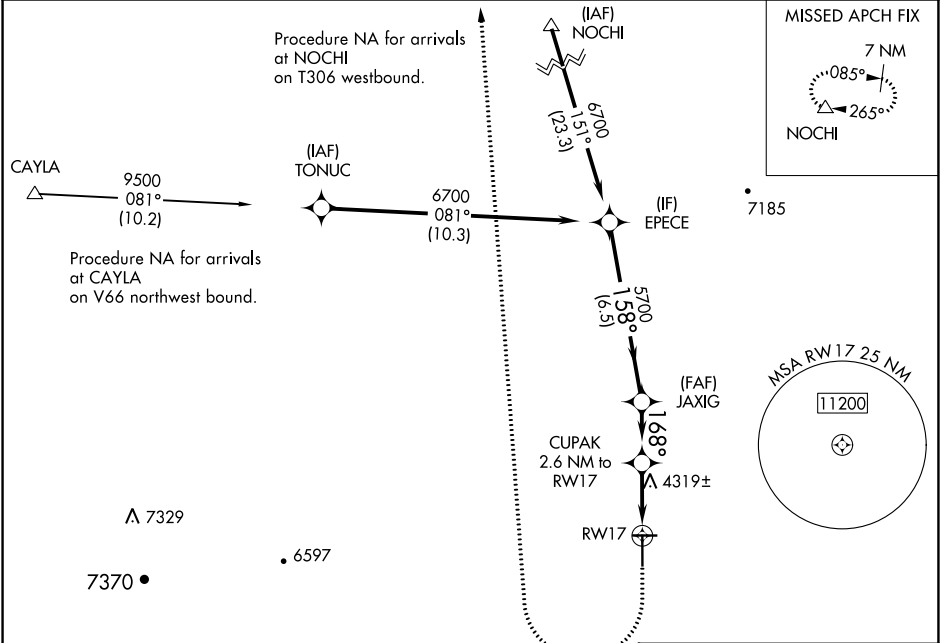 Procedure NA for arrivals
at NOCHI
on T306 westbound.
(IAF)
NOCHI
6700
151°
(23.3)
MISSED APCH FIX
7 NM
085°
265°
NOCHI
CAYLA
9500
081°
(10.2)
(IAF)
TONUC
6700
081°
(10.3)
(IF)
EPECE
7185
Procedure NA for arrivals
at CAYLA
on V66 northwest bound.
5700
158°
(6.5)
(FAF)
JAXIG
168°
MSA RW17 25 NM
11200
CUPAK
2.6 NM to
RW17
4319±
RW17
7329
6597
7370